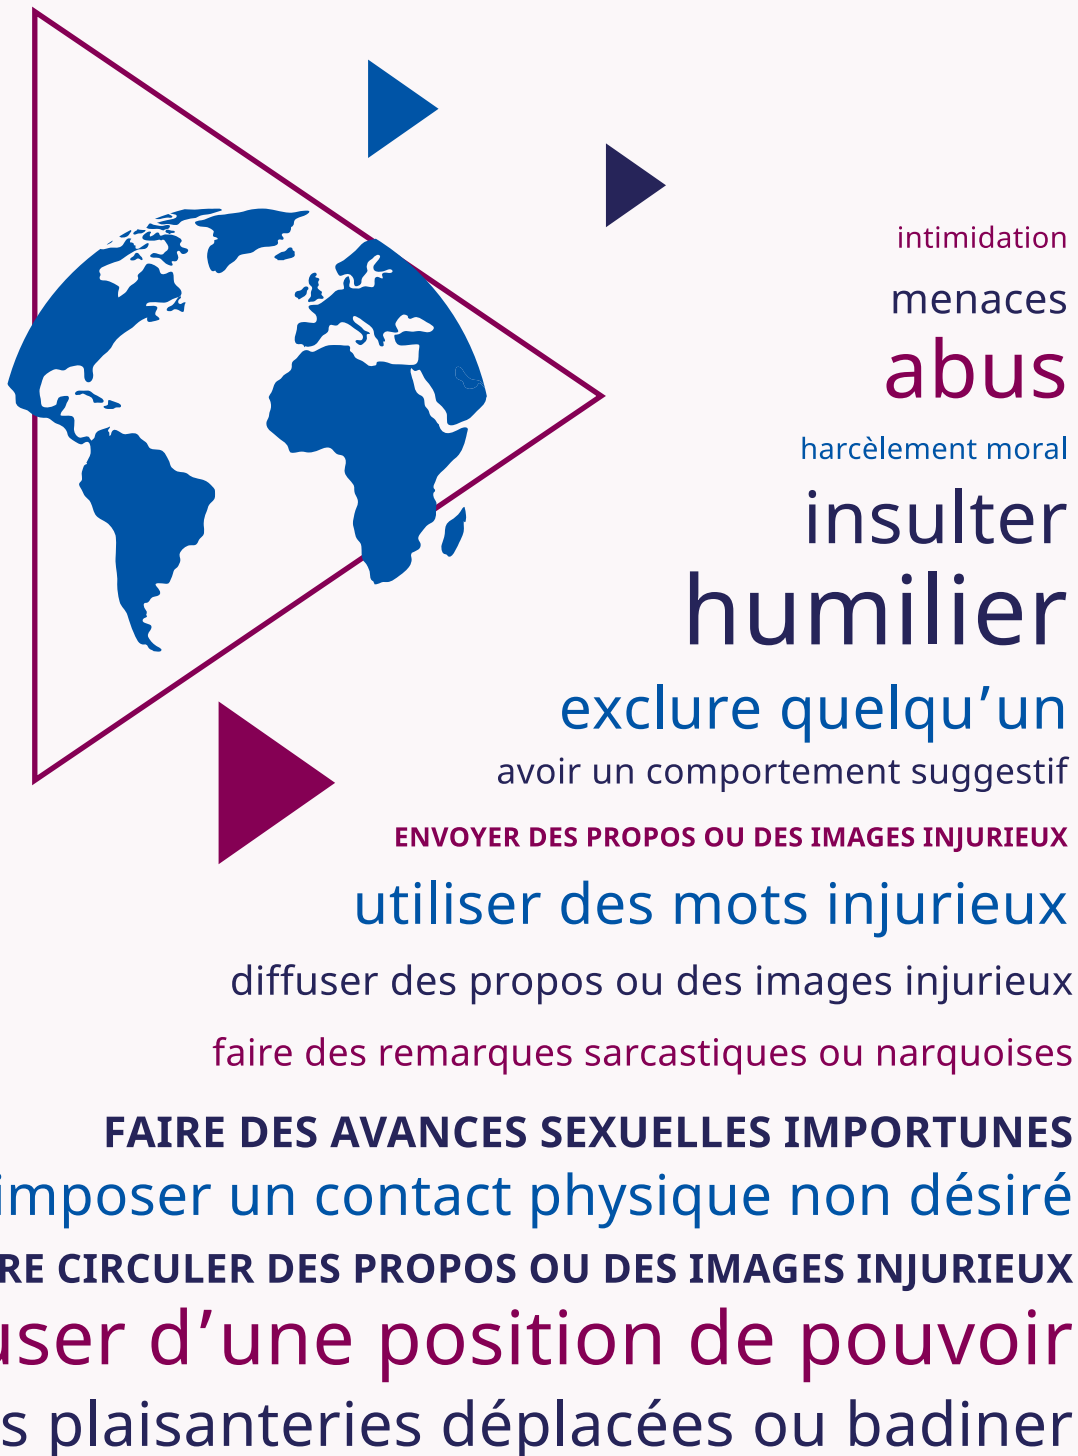 intimidation
menaces
abus
harcèlement moral
insulter
humilier
exclure quelqu’un
avoir un comportement suggestif
ENVOYER DES PROPOS OU DES IMAGES INJURIEUX
utiliser des mots injurieux
diffuser des propos ou des images injurieux
faire des remarques sarcastiques ou narquoises
FAIRE DES AVANCES SEXUELLES IMPORTUNES
imposer un contact physique non désiré
RE CIRCULER DES PROPOS OU DES IMAGES INJURIEUX
user d’une position de pouvoir
s plaisanteries déplacées ou badiner